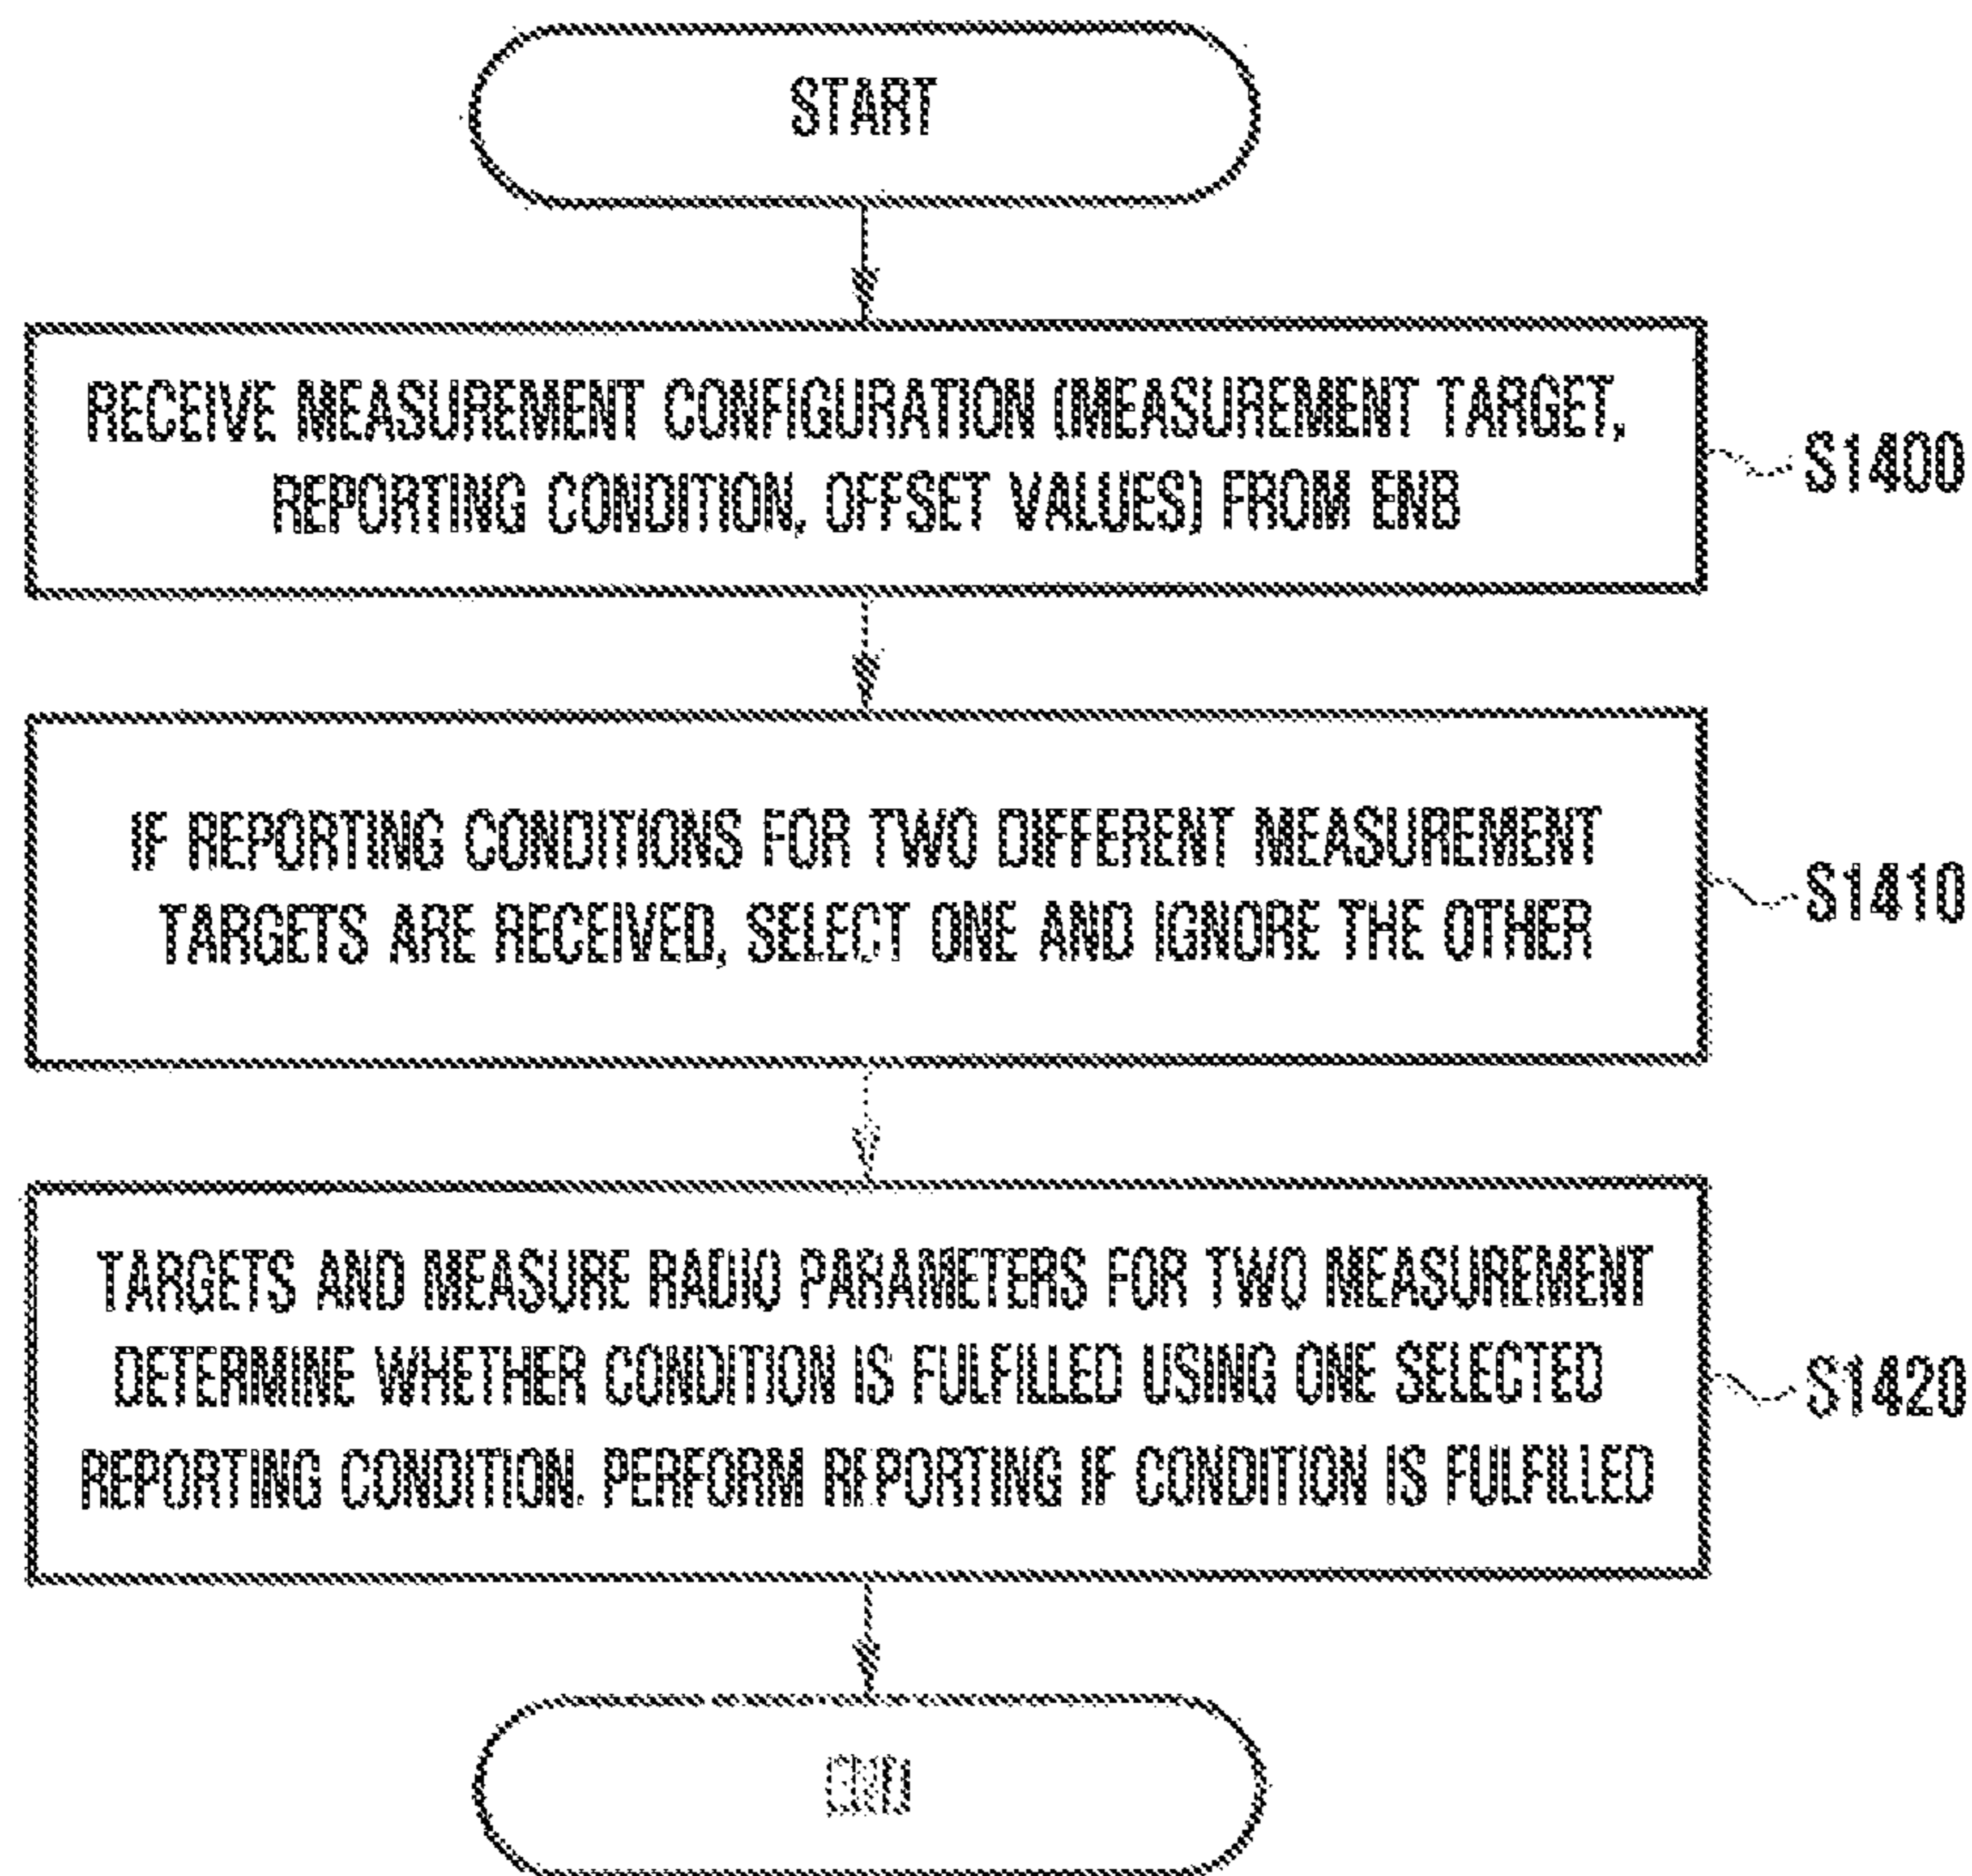 START
RECEIVE MEASUREMENT CONFIGURATION (MEASUREMENT TARGET,
REPORTING CONDITION, OFFSET VALUES) FROM ENB
S1400
IF REPORTING CONDITIONS FOR TWO DIFFERENT MEASUREMENT
TARGETS ARE RECEIVED, SELECT ONE AND IGNORE THE OTHER
S1410
TARGETS AND MEASURE RADIO PARAMETERS FOR TWO MEASUREMENT
DETERMINE WHETHER CONDITION IS FULFILLED USING ONE SELECTED
REPORTING CONDITION. PERFORM REPORTING IF CONDITION IS FULFILLED
S1420
END